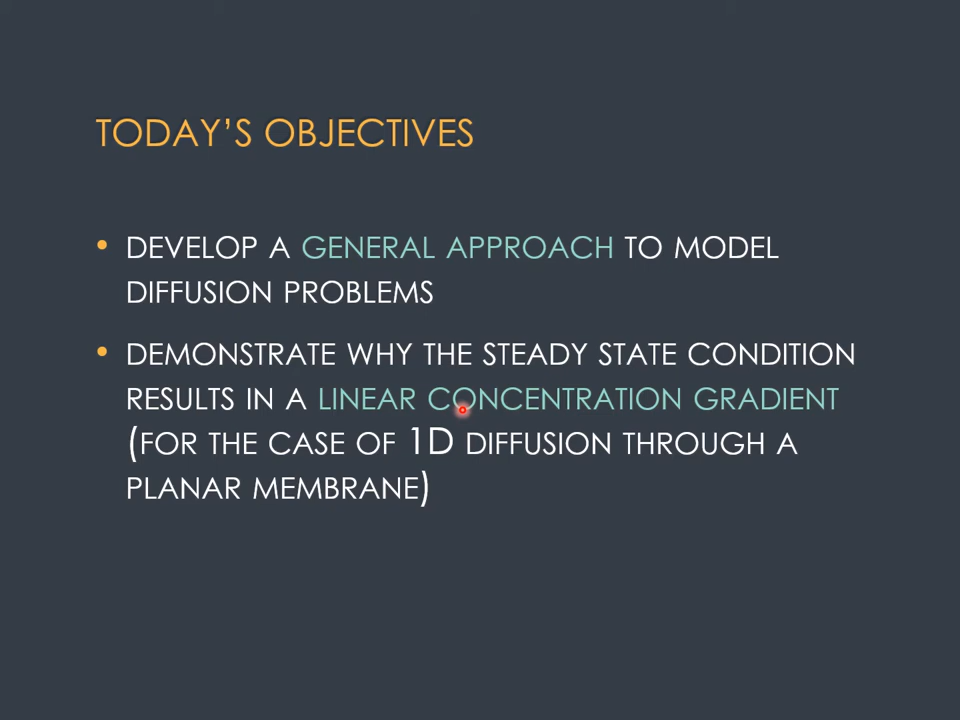 TODAY'S OBJECTIVES
• DEVELOP A GENERAL APPROACH TO MODEL
DIFFUSION PROBLEMS
• DEMONSTRATE WHY THE STEADY STATE CONDITION
RESULTS IN A LINEAR CONCENTRATION GRADIENT
(FOR THE CASE OF 1D DIFFUSION THROUGH A
PLANAR MEMBRANE)